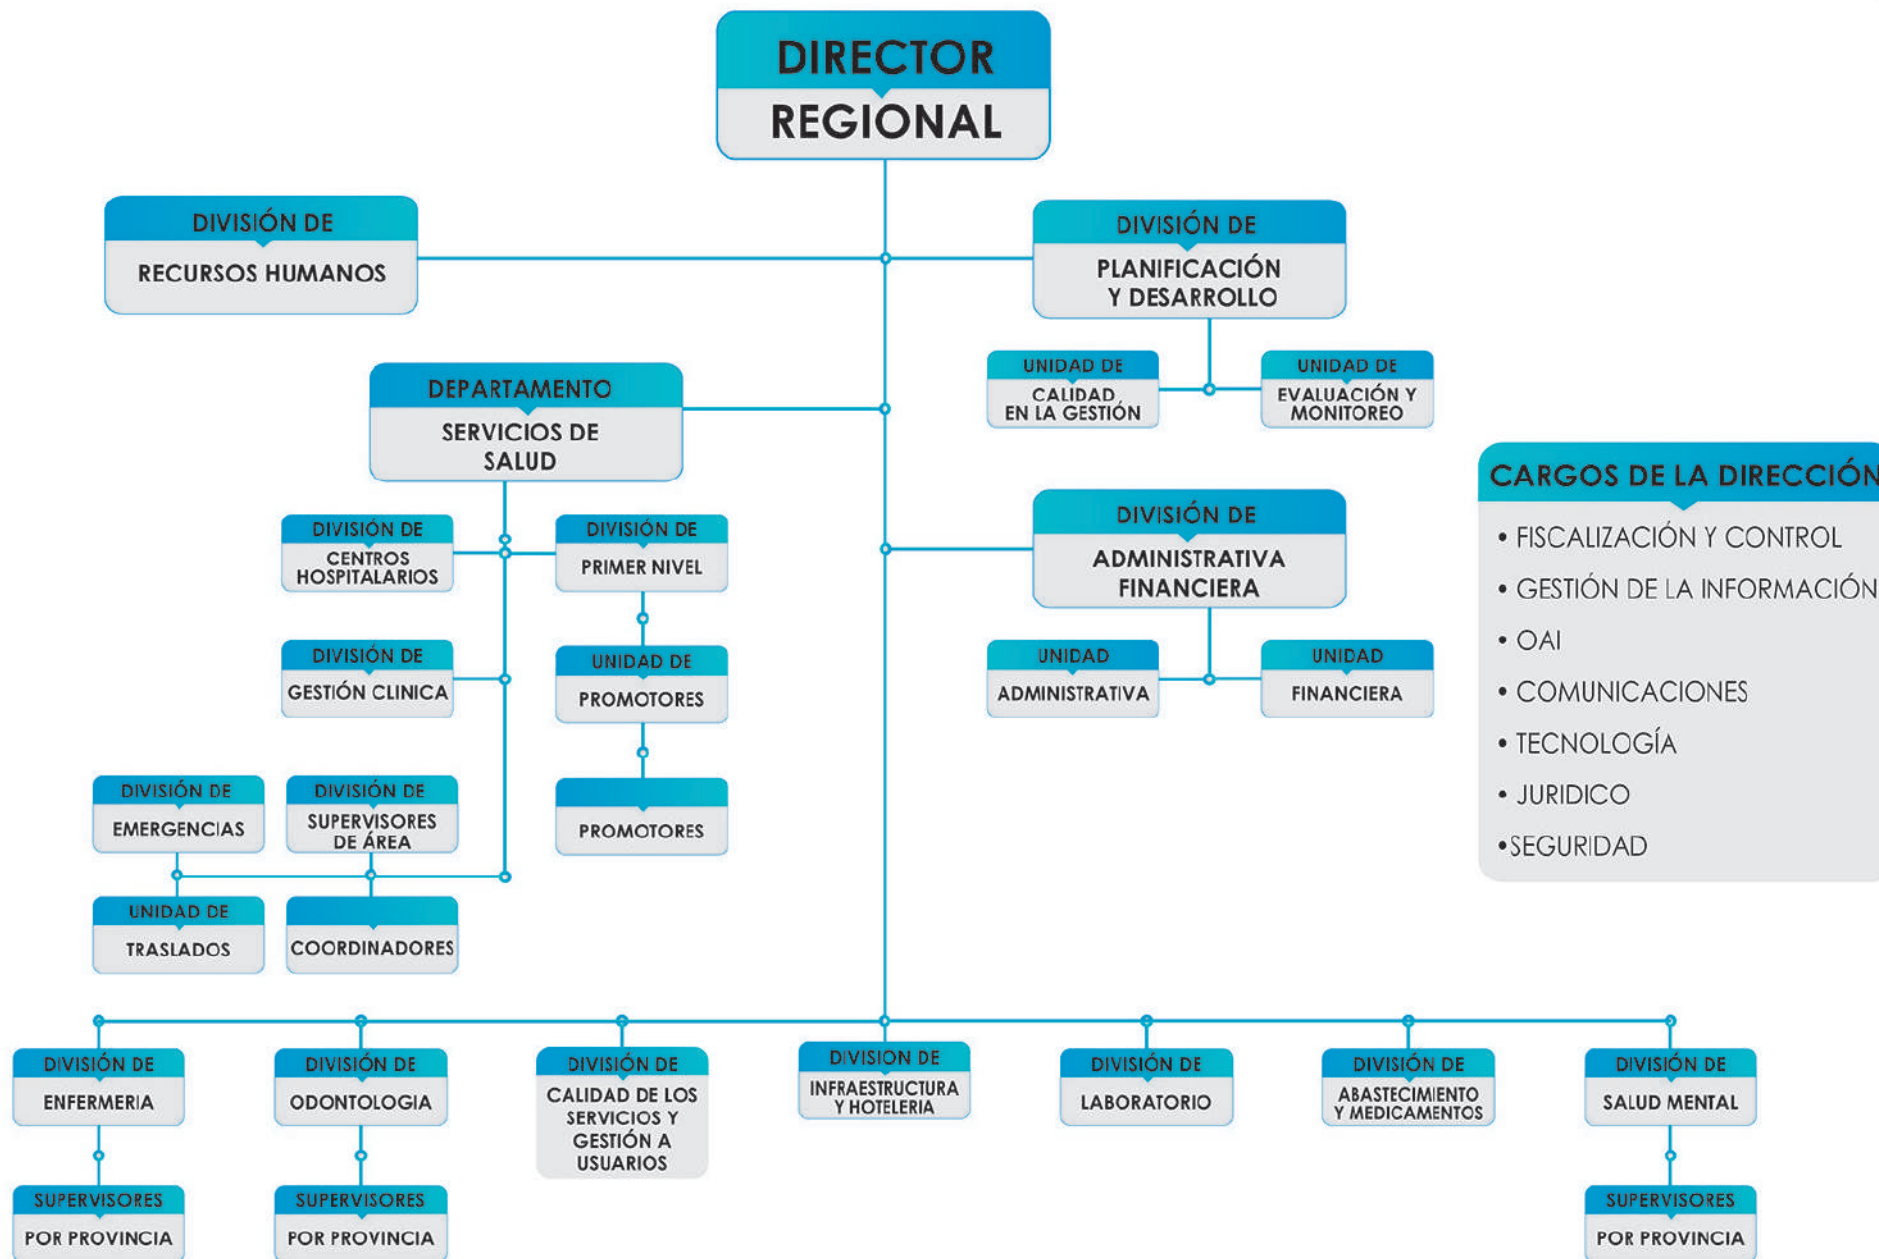 DIRECTOR
REGIONAL
DIVISIÓN DE
RECURSOS HUMANOS
DIVISIÓN DE
PLANIFICACIÓN
Y DESARROLLO
UNIDAD DE
CALIDAD
EN LA GESTIÓN
UNIDAD DE
EVALUACIÓN Y
MONITOREO
DEPARTAMENTO
SERVICIOS DE
SALUD
DIVISIÓN DE
CENTROS
HOSPITALARIOS
DIVISIÓN DE
PRIMER NIVEL
DIVISIÓN DE
GESTIÓN CLINICA
UNIDAD DE
PROMOTORES
PROMOTORES
DIVISIÓN DE
EMERGENCIAS
DIVISIÓN DE
SUPERVISORES
DE ÁREA
UNIDAD DE
TRASLADOS
COORDINADORES
DIVISIÓN DE
ADMINISTRATIVA
FINANCIERA
UNIDAD
ADMINISTRATIVA
UNIDAD
FINANCIERA
CARGOS DE LA DIRECCIÓN
• FISCALIZACIÓN Y CONTROL
• GESTIÓN DE LA INFORMACIÓN
• OAI
• COMUNICACIONES
• TECNOLOGÍA
• JURIDICO
•SEGURIDAD
DIVISIÓN DE
ENFERMERIA
SUPERVISORES
POR PROVINCIA
DIVISIÓN DE
ODONTOLOGIA
SUPERVISORES
POR PROVINCIA
DIVISIÓN DE
CALIDAD DE LOS
SERVICIOS Y
GESTIÓN A
USUARIOS
DIVISION DE
INFRAESTRUCTURA
Y HOTELERIA
DIVISIÓN DE
LABORATORIO
DIVISIÓN DE
ABASTECIMIENTO
Y MEDICAMENTOS
DIVISIÓN DE
SALUD MENTAL
SUPERVISORES
POR PROVINCIA